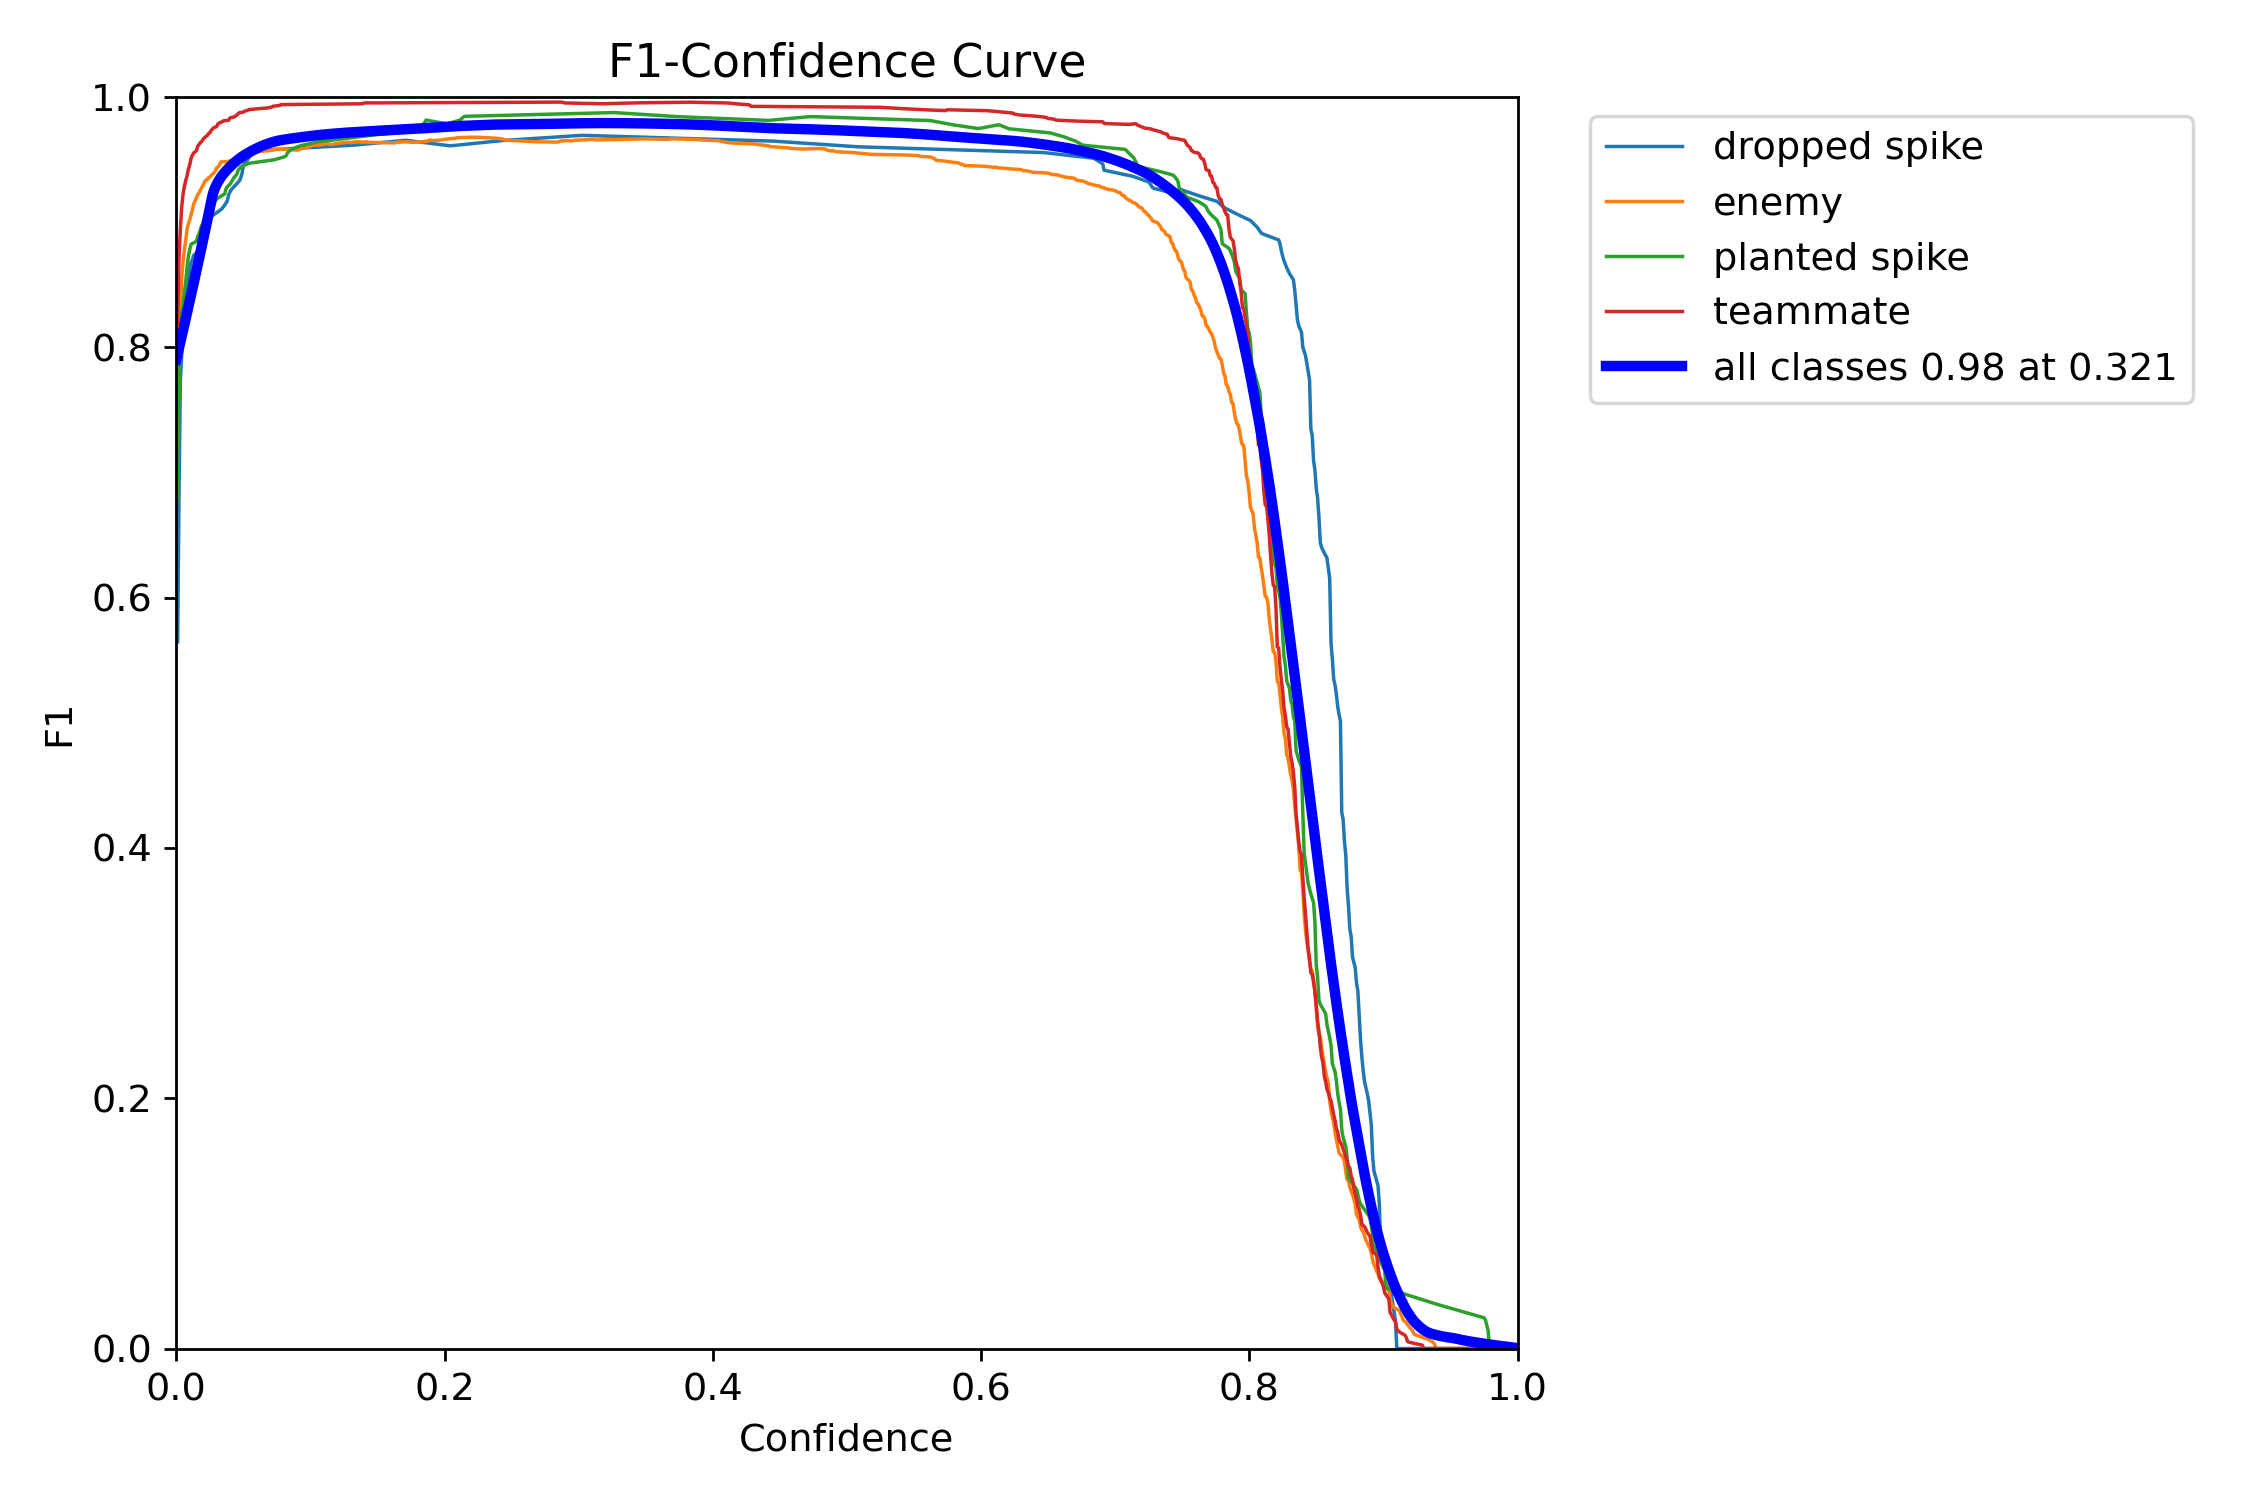 F1-Confidence Curve
1.0
0.8
0.6
0.4
0.2
0.0
F1
0.0 0.2 0.4 0.6 0.8 1.0
Confidence
dropped spike
enemy
planted spike
teammate
all classes 0.98 at 0.321